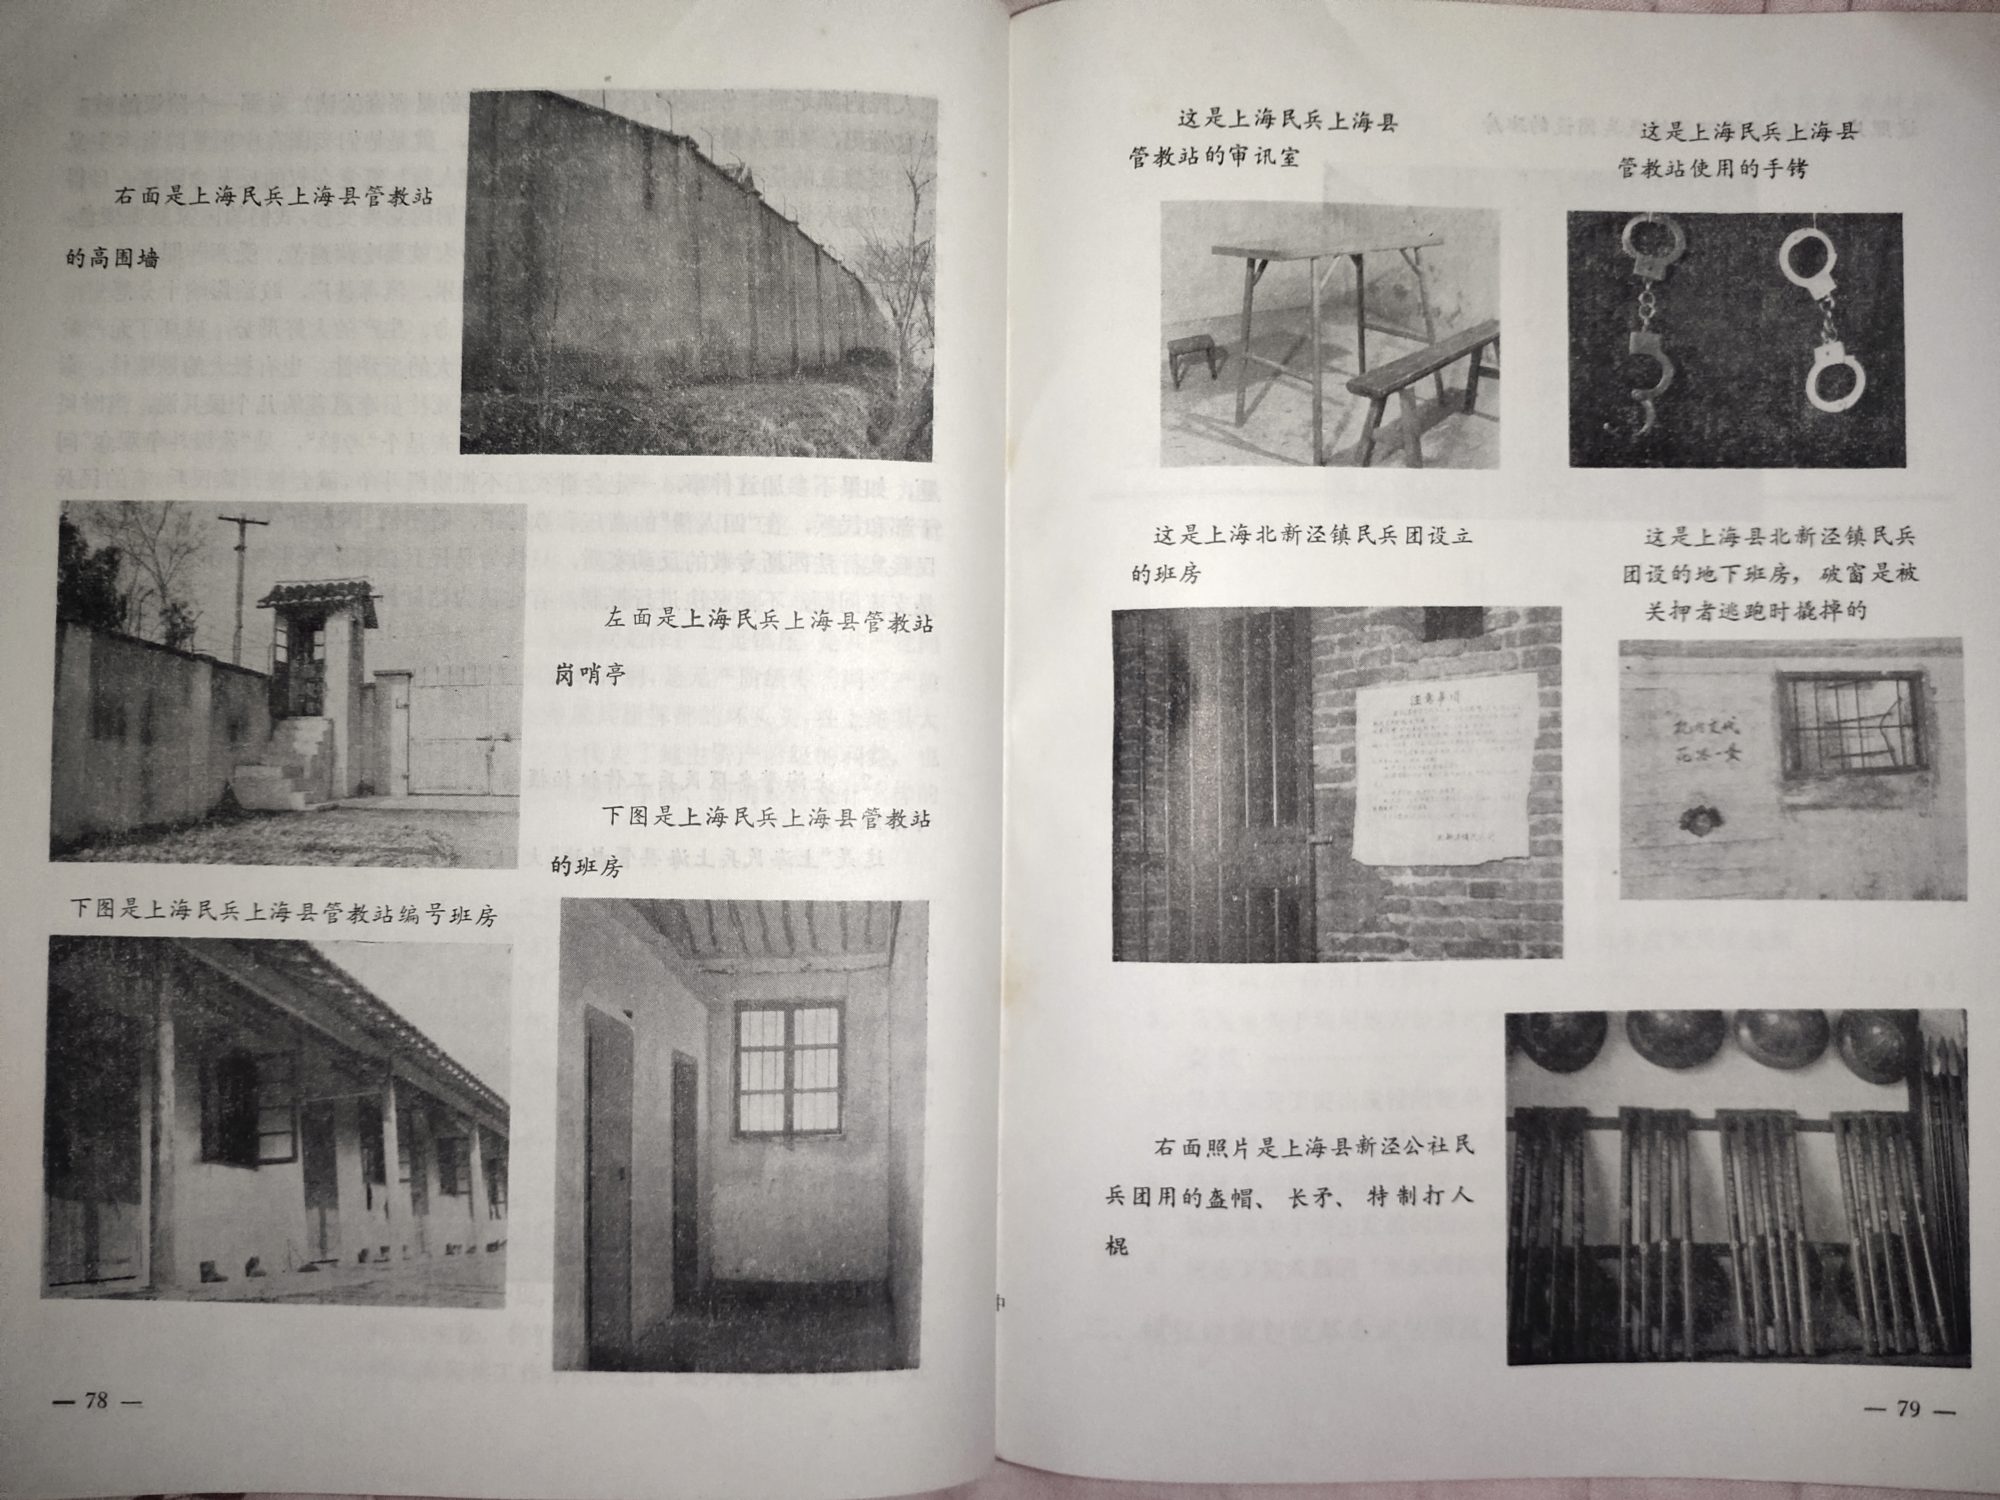 右面是上海民兵上海县管教站
的高围墙
左面是上海民兵上海县管教站
岗哨亭
下图是上海民兵上海县管教站
的班房
下图是上海民兵上海县管教站编号班房
— 78 —
这是上海民兵上海县
管教站的审讯室
这是上海民兵上海县
管教站使用的手铐
这是上海北新泾镇民兵团设立
的班房
注意事项
这是上海县北新泾镇民兵
团设的地下班房，破窗是被
关押者逃跑时撬掉的
死路一条
右面照片是上海县新泾公社民
兵团用的盔帽、长矛、特制打人
棍
— 79 —